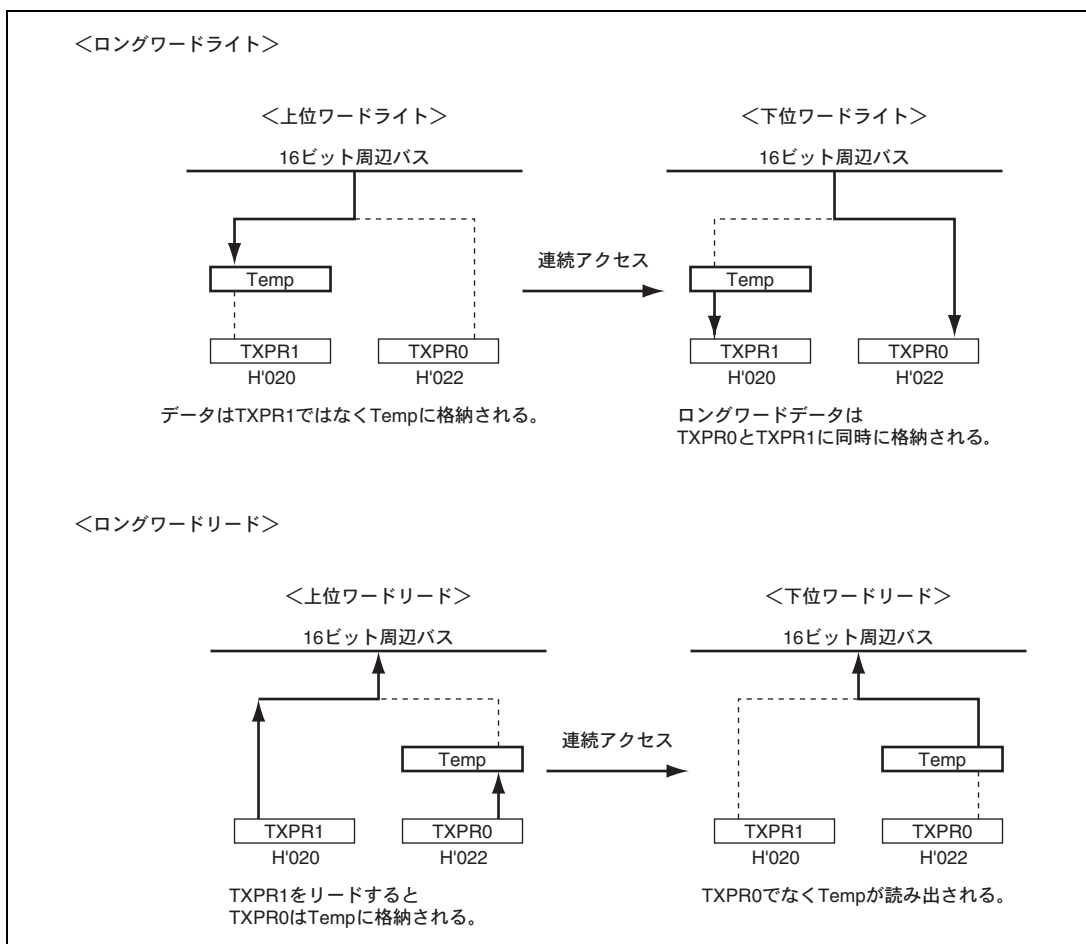 ＜ロングワードライト＞
＜上位ワードライト＞
16ビット周辺バス
Temp
TXPR1
H'020
TXPR0
H'022
データはTXPR1ではなくTempに格納される。
連続アクセス
＜下位ワードライト＞
16ビット周辺バス
Temp
TXPR1
H'020
TXPR0
H'022
ロングワードデータは
TXPR0とTXPR1に同時に格納される。
＜ロングワードリード＞
＜上位ワードリード＞
16ビット周辺バス
Temp
TXPR1
H'020
TXPR0
H'022
TXPR1をリードすると
TXPR0はTempに格納される。
連続アクセス
＜下位ワードリード＞
16ビット周辺バス
Temp
TXPR1
H'020
TXPR0
H'022
TXPR0でなくTempが読み出される。